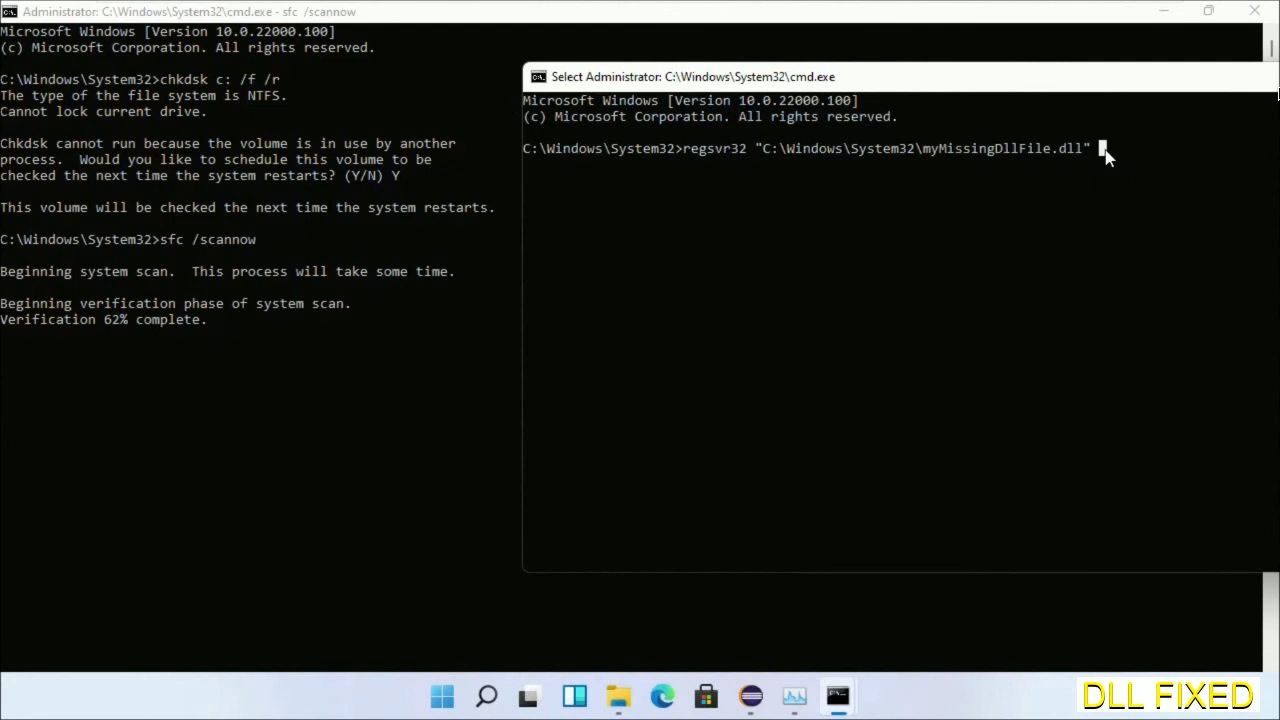 Administrator: C:\Windows\System32\cmd.exe - sfc /scannow
Microsoft Windows [Version 10.0.22000.100]
(c) Microsoft Corporation. All rights reserved.
C:\Windows\System32>chkdsk c: /f /r
The type of the file system is NTFS.
Cannot lock current drive.
Chkdsk cannot run because the volume is in use by another
process.  Would you like to schedule this volume to be
checked the next time the system restarts? (Y/N) Y
This volume will be checked the next time the system restarts.
C:\Windows\System32>sfc /scannow
Beginning system scan.  This process will take some time.
Beginning verification phase of system scan.
Verification 62% complete.
Select Administrator: C:\Windows\System32\cmd.exe
Microsoft Windows [Version 10.0.22000.100]
(c) Microsoft Corporation. All rights reserved.
C:\Windows\System32>regsvr32 "C:\Windows\System32\myMissingDllFile.dll"
DLL FIXED